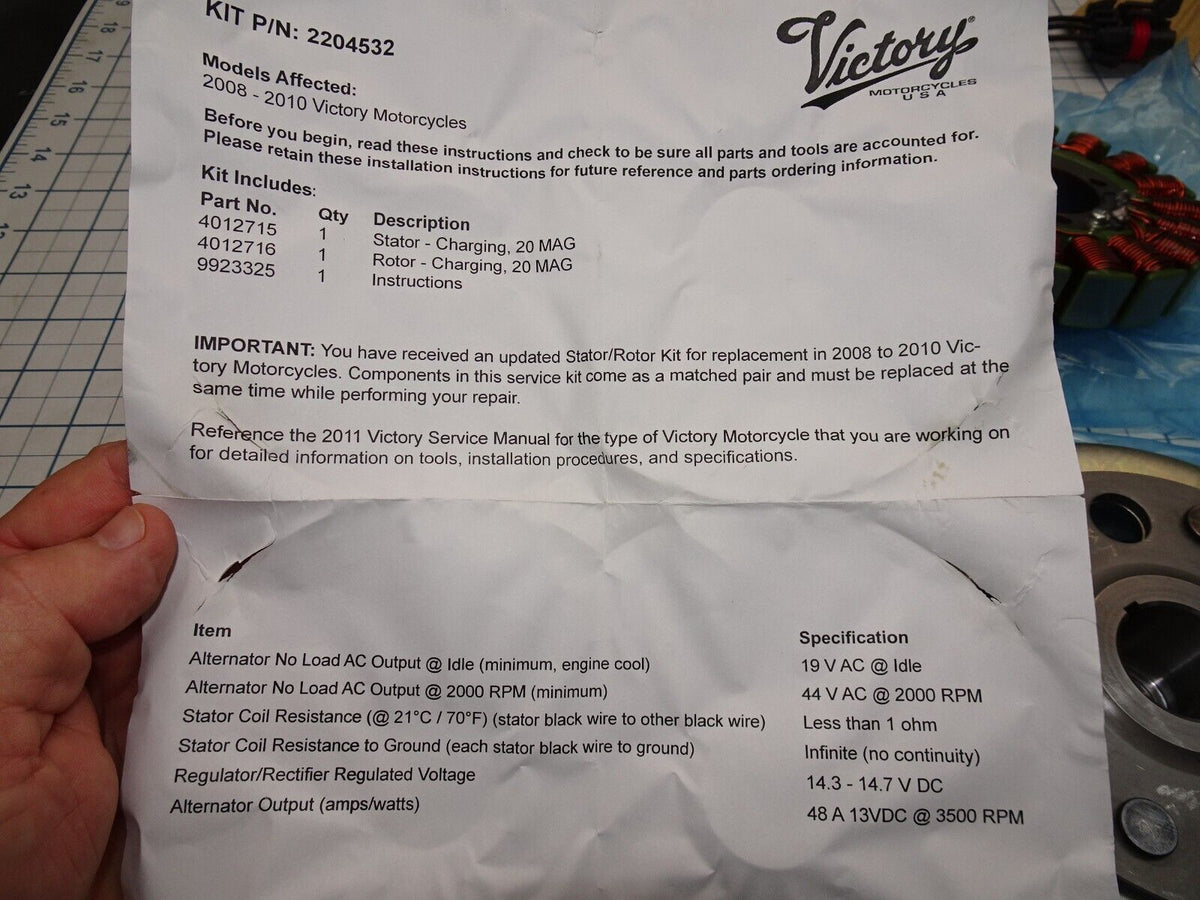 KIT P/N: 2204532
Victory®
MOTORCYCLES
USA
Models Affected:
2008 - 2010 Victory Motorcycles
Before you begin, read these instructions and check to be sure all parts and tools are accounted for.
Please retain these installation instructions for future reference and parts ordering information.
Kit Includes:
Part No. Qty Description
4012715 1 Stator - Charging, 20 MAG
4012716 1 Rotor - Charging, 20 MAG
9923325 1 Instructions
IMPORTANT: You have received an updated Stator/Rotor Kit for replacement in 2008 to 2010 Vic-
tory Motorcycles. Components in this service kit come as a matched pair and must be replaced at the
same time while performing your repair.
Reference the 2011 Victory Service Manual for the type of Victory Motorcycle that you are working on
for detailed information on tools, installation procedures, and specifications.
Item Specification
Alternator No Load AC Output @ Idle (minimum, engine cool) 19 V AC @ Idle
Alternator No Load AC Output @ 2000 RPM (minimum) 44 V AC @ 2000 RPM
Stator Coil Resistance (@ 21°C / 70°F) (stator black wire to other black wire) Less than 1 ohm
Stator Coil Resistance to Ground (each stator black wire to ground) Infinite (no continuity)
Regulator/Rectifier Regulated Voltage 14.3 - 14.7 V DC
Alternator Output (amps/watts) 48 A 13VDC @ 3500 RPM
19
18
17
16
15
14
13